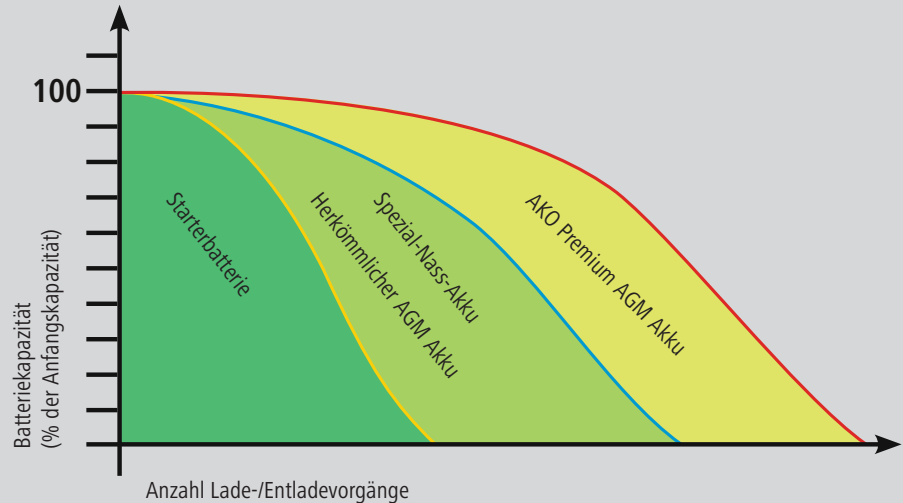 100
Batteriekapazität
(% der Anfangskapazität)
Starterbatterie
Herkömmlicher AGM Akku
Spezial-Nass-Akku
AKO Premium AGM Akku
Anzahl Lade-/Entladevorgänge